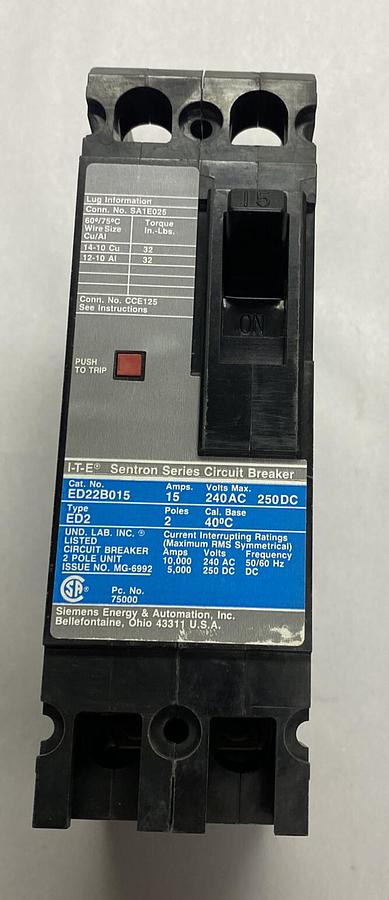 15
ON
Lug Information
Conn. No. SA1E025
60º/75ºC Wire Size Cu/Al Torque In.-Lbs.
14-10 Cu 32
12-10 Al 32
Conn. No. CCE125
See Instructions
PUSH
TO TRIP
I-T-E® Sentron Series Circuit Breaker
Cat. No. Amps. Volts Max.
ED22B015 15 240AC 250DC
Type Poles Cal. Base
ED2 2 40ºC
UND. LAB. INC. ®
LISTED
CIRCUIT BREAKER
2 POLE UNIT
ISSUE NO. MG-6992
Current Interrupting Ratings
(Maximum RMS Symmetrical)
Amps Volts Frequency
10,000 240 AC 50/60 Hz
5,000 250 DC DC
SA®
Pc. No.
75000
Siemens Energy & Automation, Inc.
Bellefontaine, Ohio 43311 U.S.A.